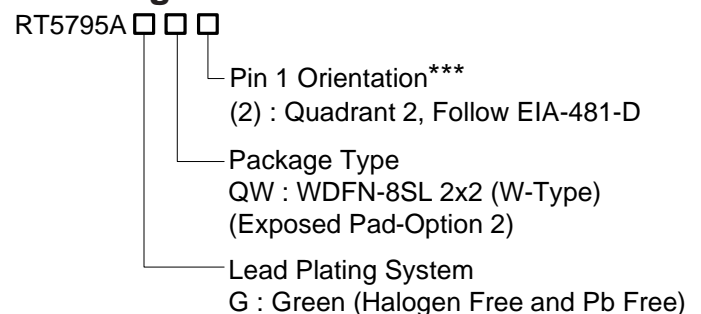 RT5795A
Pin 1 Orientation***
(2) : Quadrant 2, Follow EIA-481-D
Package Type
QW : WDFN-8SL 2x2 (W-Type)
(Exposed Pad-Option 2)
Lead Plating System
G : Green (Halogen Free and Pb Free)